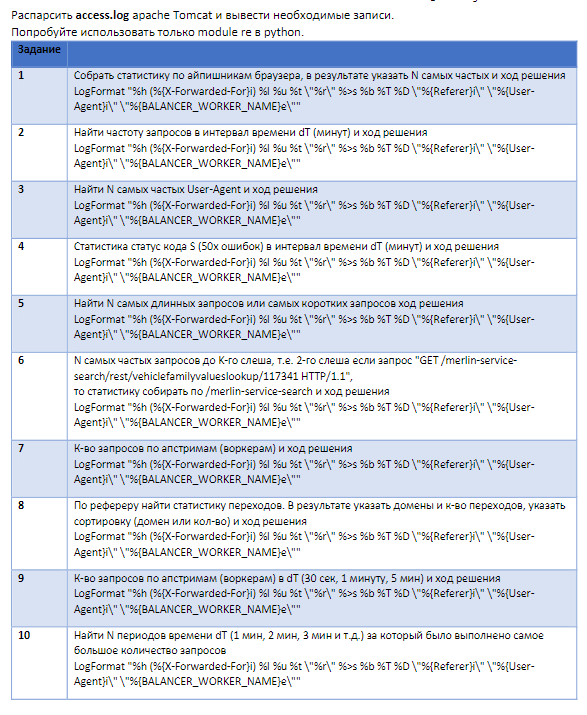 Распарсить access.log apache Tomcat и вывести необходимые записи.
Попробуйте использовать только module re в python.
Задание
1
Собрать статистику по айпишникам браузера, в результате указать N самых частых и ход решения
LogFormat "%h (%{X-Forwarded-For}i) %l %u %t \"%r\" %>s %b %T %D \"%{Referer}i\" \"%{User-
Agent}i\" \"%{BALANCER_WORKER_NAME}e\""
2
Найти частоту запросов в интервал времени dT (минут) и ход решения
LogFormat "%h (%{X-Forwarded-For}i) %l %u %t \"%r\" %>s %b %T %D \"%{Referer}i\" \"%{User-
Agent}i\" \"%{BALANCER_WORKER_NAME}e\""
3
Найти N самых частых User-Agent и ход решения
LogFormat "%h (%{X-Forwarded-For}i) %l %u %t \"%r\" %>s %b %T %D \"%{Referer}i\" \"%{User-
Agent}i\" \"%{BALANCER_WORKER_NAME}e\""
4
Статистика статус кода S (50x ошибок) в интервал времени dT (минут) и ход решения
LogFormat "%h (%{X-Forwarded-For}i) %l %u %t \"%r\" %>s %b %T %D \"%{Referer}i\" \"%{User-
Agent}i\" \"%{BALANCER_WORKER_NAME}e\""
5
Найти N самых длинных запросов или самых коротких запросов ход решения
LogFormat "%h (%{X-Forwarded-For}i) %l %u %t \"%r\" %>s %b %T %D \"%{Referer}i\" \"%{User-
Agent}i\" \"%{BALANCER_WORKER_NAME}e\""
6
N самых частых запросов до К-го слеша, т.е. 2-го слеша если запрос "GET /merlin-service-
search/rest/vehiclefamilyvalueslookup/117341 HTTP/1.1",
то статистику собирать по /merlin-service-search и ход решения
LogFormat "%h (%{X-Forwarded-For}i) %l %u %t \"%r\" %>s %b %T %D \"%{Referer}i\" \"%{User-
Agent}i\" \"%{BALANCER_WORKER_NAME}e\""
7
К-во запросов по апстримам (воркерам) и ход решения
LogFormat "%h (%{X-Forwarded-For}i) %l %u %t \"%r\" %>s %b %T %D \"%{Referer}i\" \"%{User-
Agent}i\" \"%{BALANCER_WORKER_NAME}e\""
8
По рефереру найти статистику переходов. В результате указать домены и к-во переходов, указать
сортировку (домен или кол-во) и ход решения
LogFormat "%h (%{X-Forwarded-For}i) %l %u %t \"%r\" %>s %b %T %D \"%{Referer}i\" \"%{User-
Agent}i\" \"%{BALANCER_WORKER_NAME}e\""
9
К-во запросов по апстримам (воркерам) в dT (30 сек, 1 минуту, 5 мин) и ход решения
LogFormat "%h (%{X-Forwarded-For}i) %l %u %t \"%r\" %>s %b %T %D \"%{Referer}i\" \"%{User-
Agent}i\" \"%{BALANCER_WORKER_NAME}e\""
10
Найти N периодов времени dT (1 мин, 2 мин, 3 мин и т.д.) за который было выполнено самое
большое количество запросов
LogFormat "%h (%{X-Forwarded-For}i) %l %u %t \"%r\" %>s %b %T %D \"%{Referer}i\" \"%{User-
Agent}i\" \"%{BALANCER_WORKER_NAME}e\""